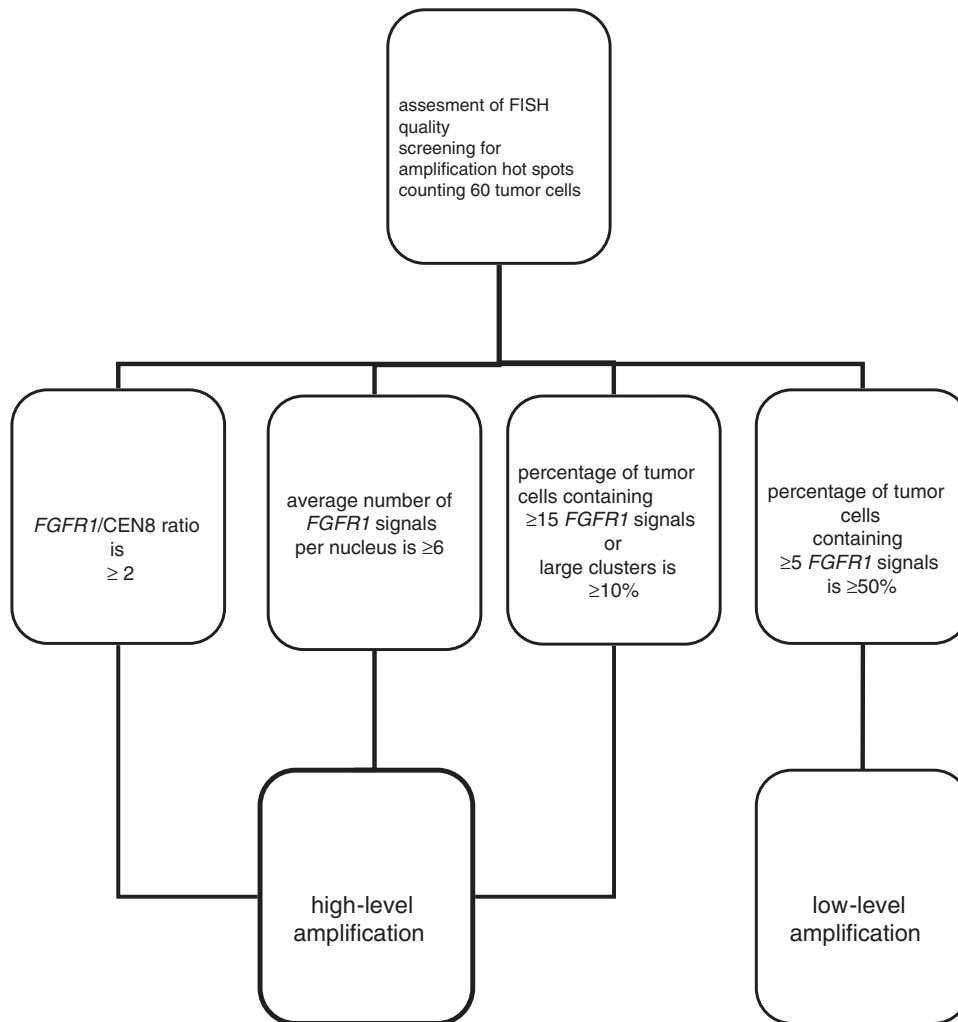 assesment of FISH
quality
screening for
amplification hot spots
counting 60 tumor cells
FGFR1/CEN8 ratio
is
≥ 2
average number of
FGFR1 signals
per nucleus is ≥6
percentage of tumor
cells containing
≥15 FGFR1 signals
or
large clusters is
≥10%
percentage of tumor
cells
containing
≥5 FGFR1 signals
is ≥50%
high-level
amplification
low-level
amplification